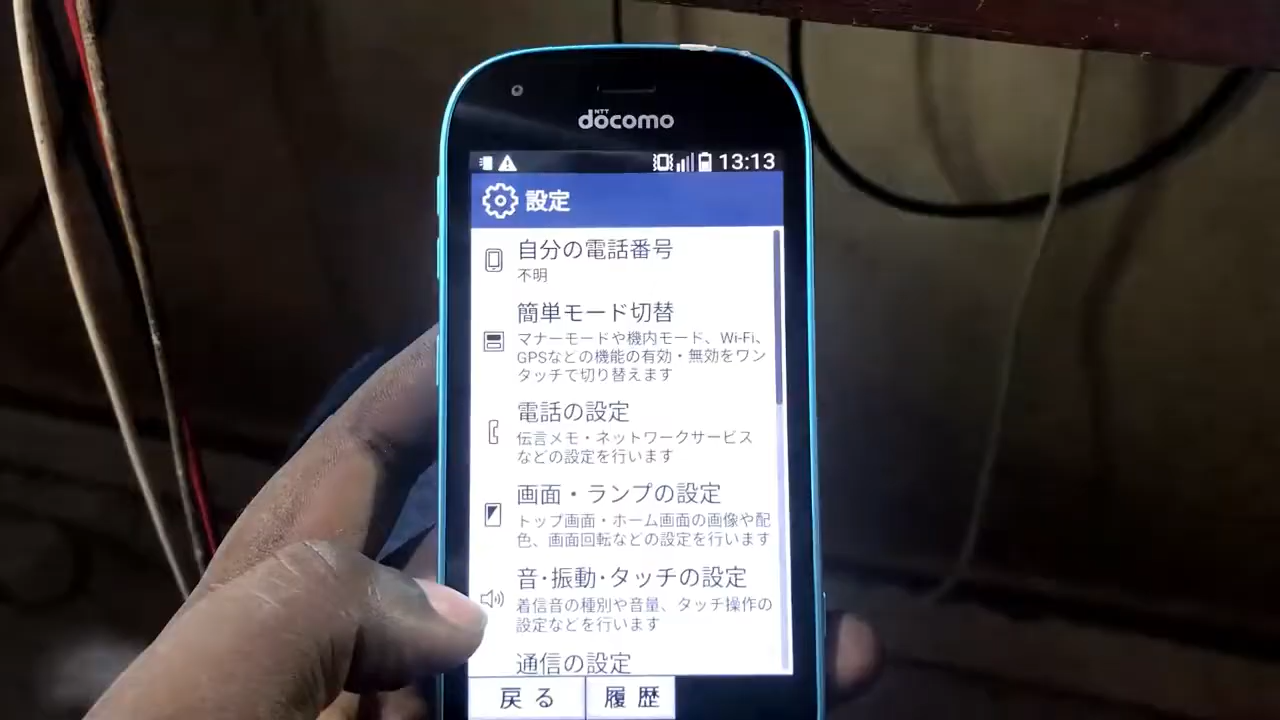 NTT
döcomo
13:13
設定
自分の電話番号
不明
簡単モード切替
マナーモードや機内モード、Wi-Fi、
GPSなどの機能の有効・無効をワン
タッチで切り替えます
電話の設定
伝言メモ・ネットワークサービス
などの設定を行います
画面・ランプの設定
トップ画面・ホーム画面の画像や配
色、画面回転などの設定を行います
音・振動・タッチの設定
着信音の種別や音量、タッチ操作の
設定などを行います
通信の設定
戻る
履歴